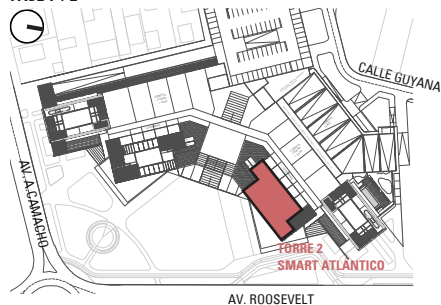 CALLE GUYANA
AV. A.CAMACHO
TORRE 2
SMART ATLÁNTICO
AV. ROOSEVELT